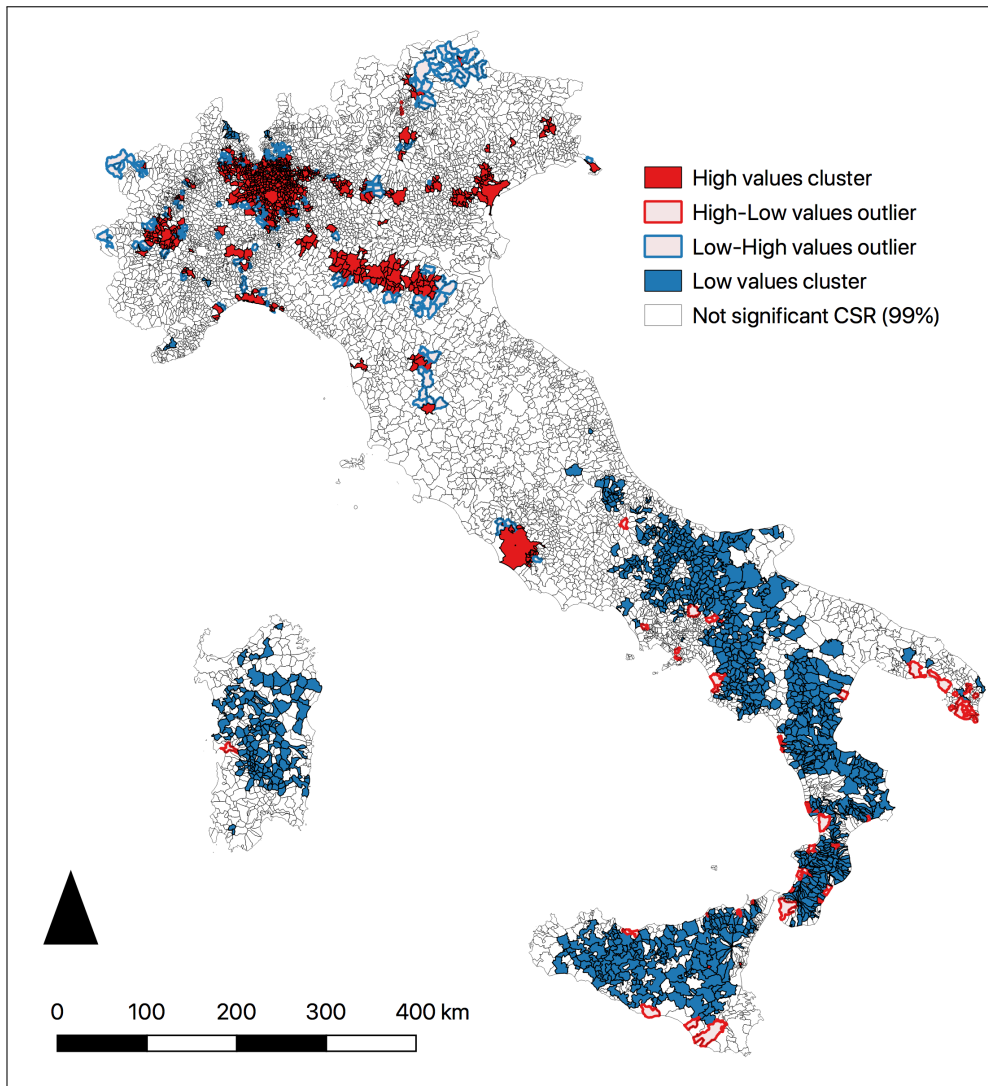 High values cluster
High-Low values outlier
Low-High values outlier
Low values cluster
Not significant CSR (99%)
0 100 200 300 400 km